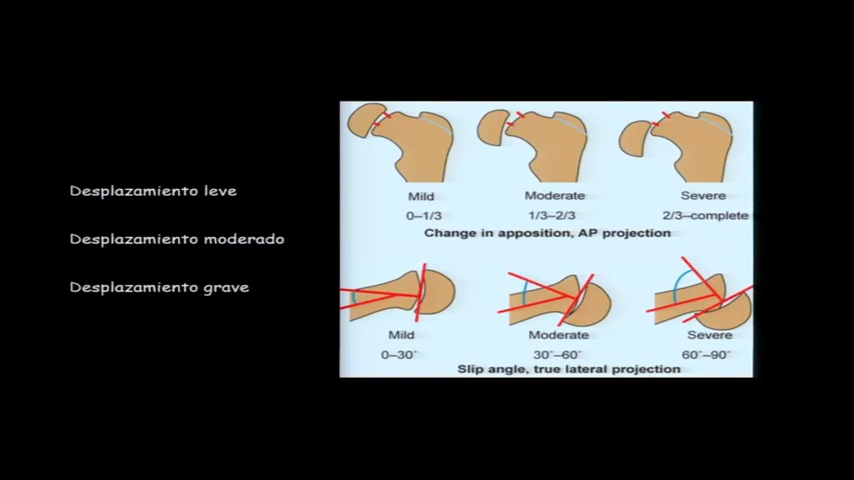 Desplazamiento leve
Desplazamiento moderado
Desplazamiento grave
Mild Moderate Severe
0–1/3 1/3–2/3 2/3–complete
Change in apposition, AP projection
Mild Moderate Severe
0–30° 30°–60° 60°–90°
Slip angle, true lateral projection